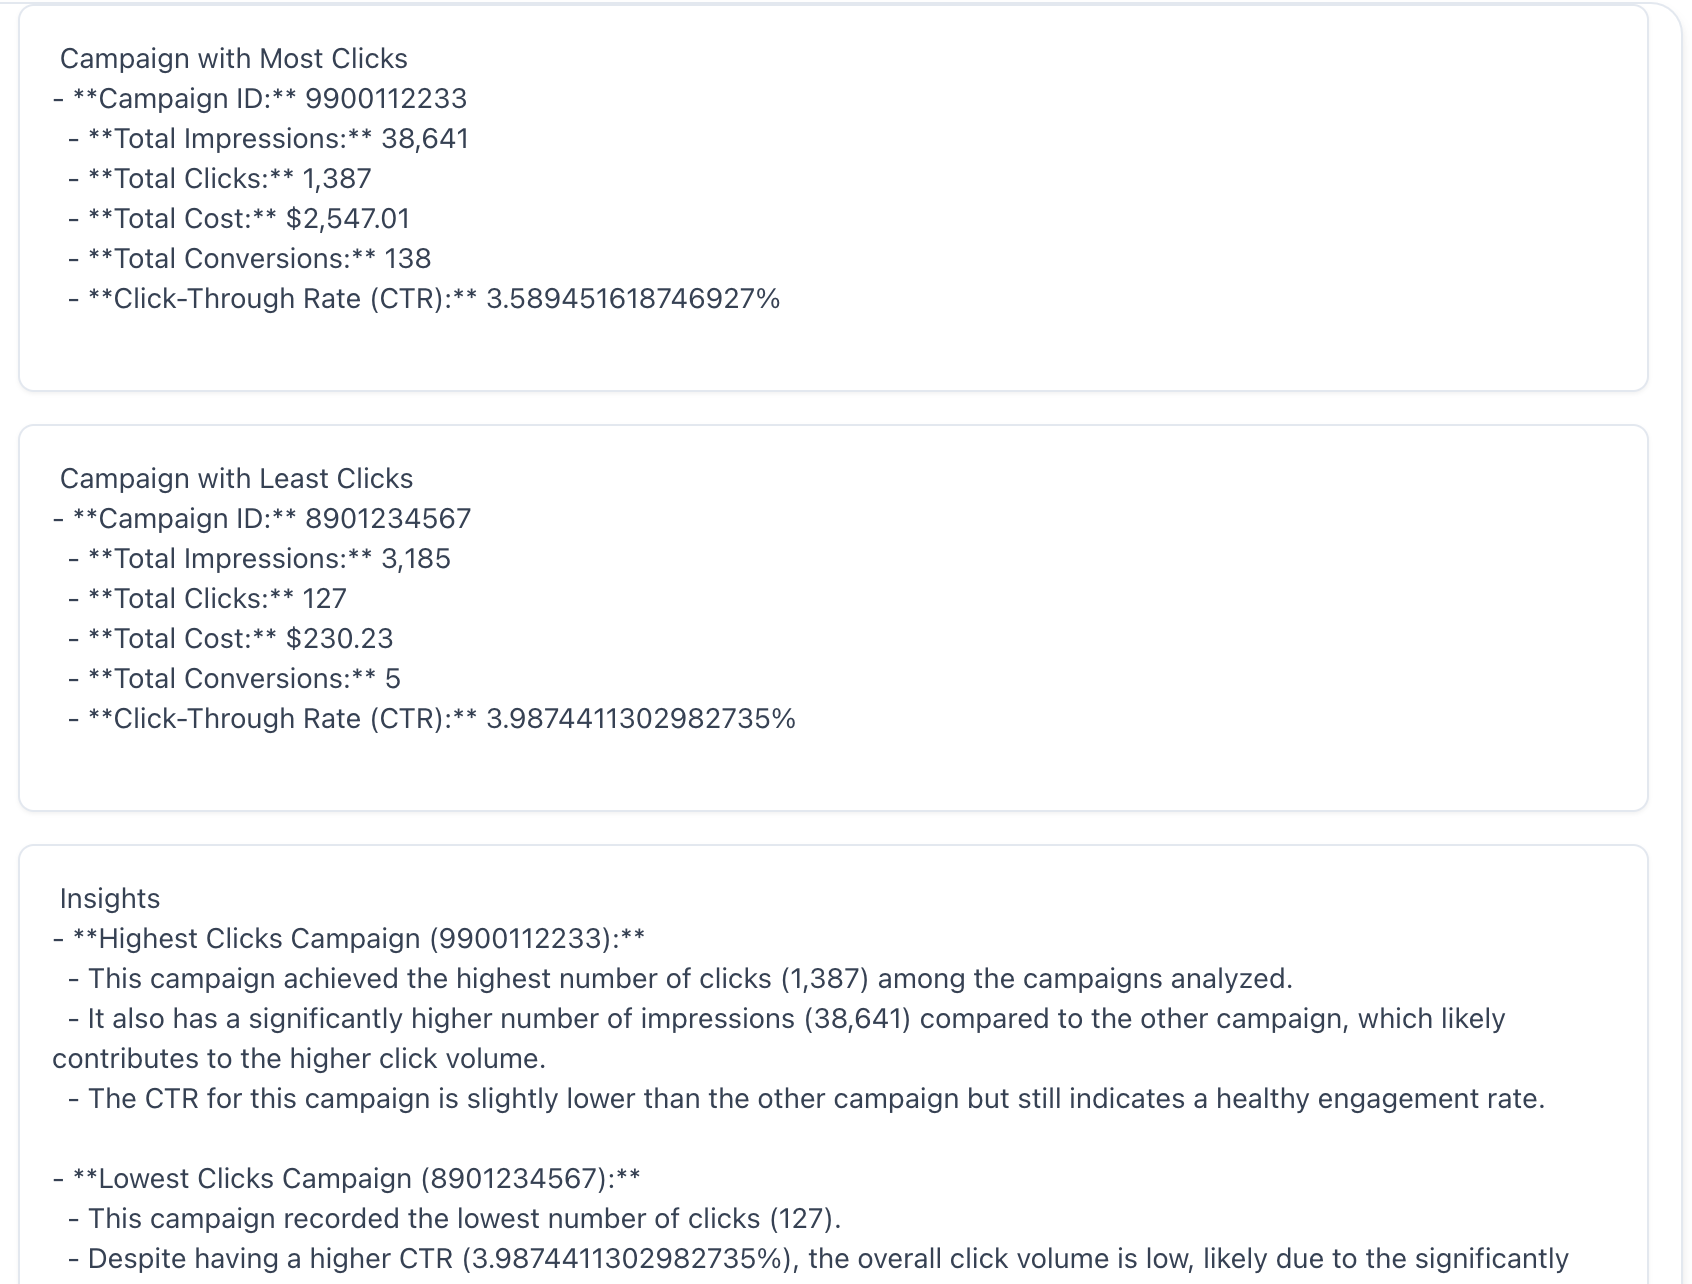 Campaign with Most Clicks
- **Campaign ID:** 9900112233
- **Total Impressions:** 38,641
- **Total Clicks:** 1,387
- **Total Cost:** $2,547.01
- **Total Conversions:** 138
- **Click-Through Rate (CTR):** 3.589451618746927%
Campaign with Least Clicks
- **Campaign ID:** 8901234567
- **Total Impressions:** 3,185
- **Total Clicks:** 127
- **Total Cost:** $230.23
- **Total Conversions:** 5
- **Click-Through Rate (CTR):** 3.9874411302982735%
Insights
- **Highest Clicks Campaign (9900112233):**
- This campaign achieved the highest number of clicks (1,387) among the campaigns analyzed.
- It also has a significantly higher number of impressions (38,641) compared to the other campaign, which likely
contributes to the higher click volume.
- The CTR for this campaign is slightly lower than the other campaign but still indicates a healthy engagement rate.
- **Lowest Clicks Campaign (8901234567):**
- This campaign recorded the lowest number of clicks (127).
- Despite having a higher CTR (3.9874411302982735%), the overall click volume is low, likely due to the significantly